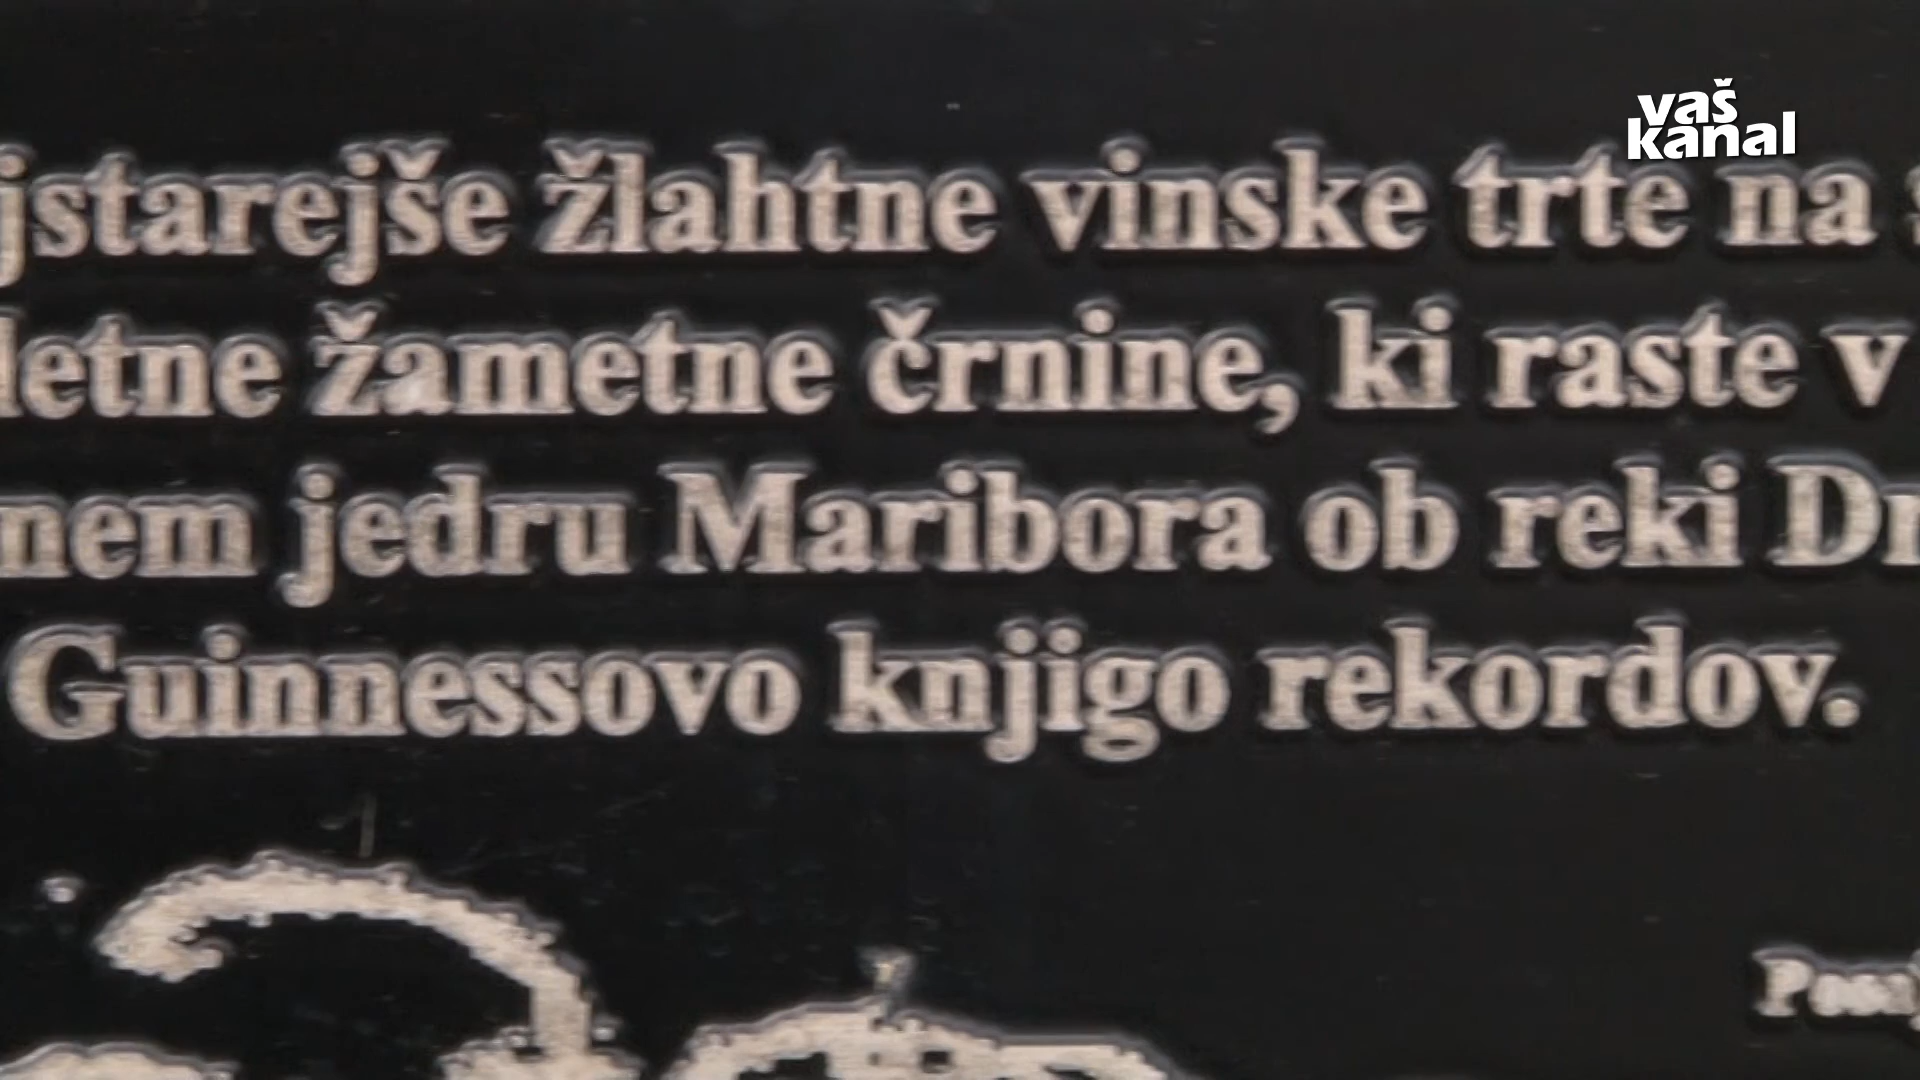 vaš
kanal
jstarejše žlahtne vinske trte na
letne žametne črnine, ki raste v
nem jedru Maribora ob reki Dr
Guinnessovo knjigo rekordov.